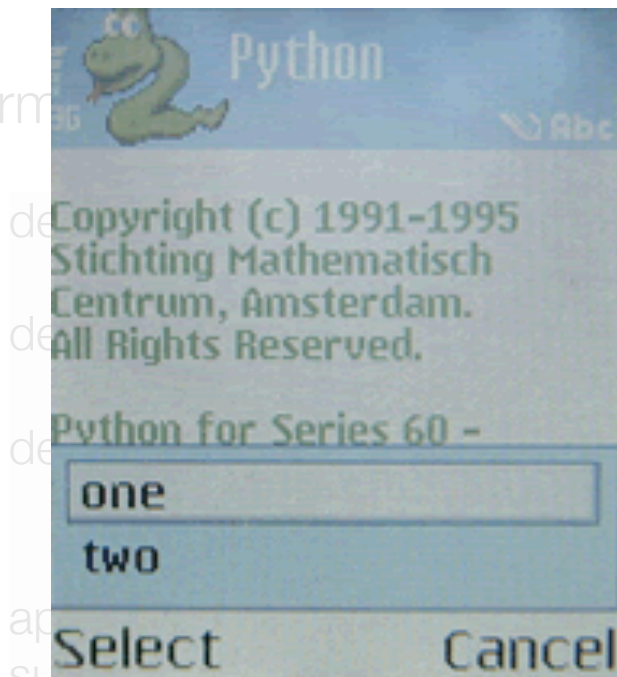 Python
3G
Abc
Copyright (c) 1991-1995
Stichting Mathematisch
Centrum, Amsterdam.
All Rights Reserved.
Python for Series 60 -
one
two
Select Cancel